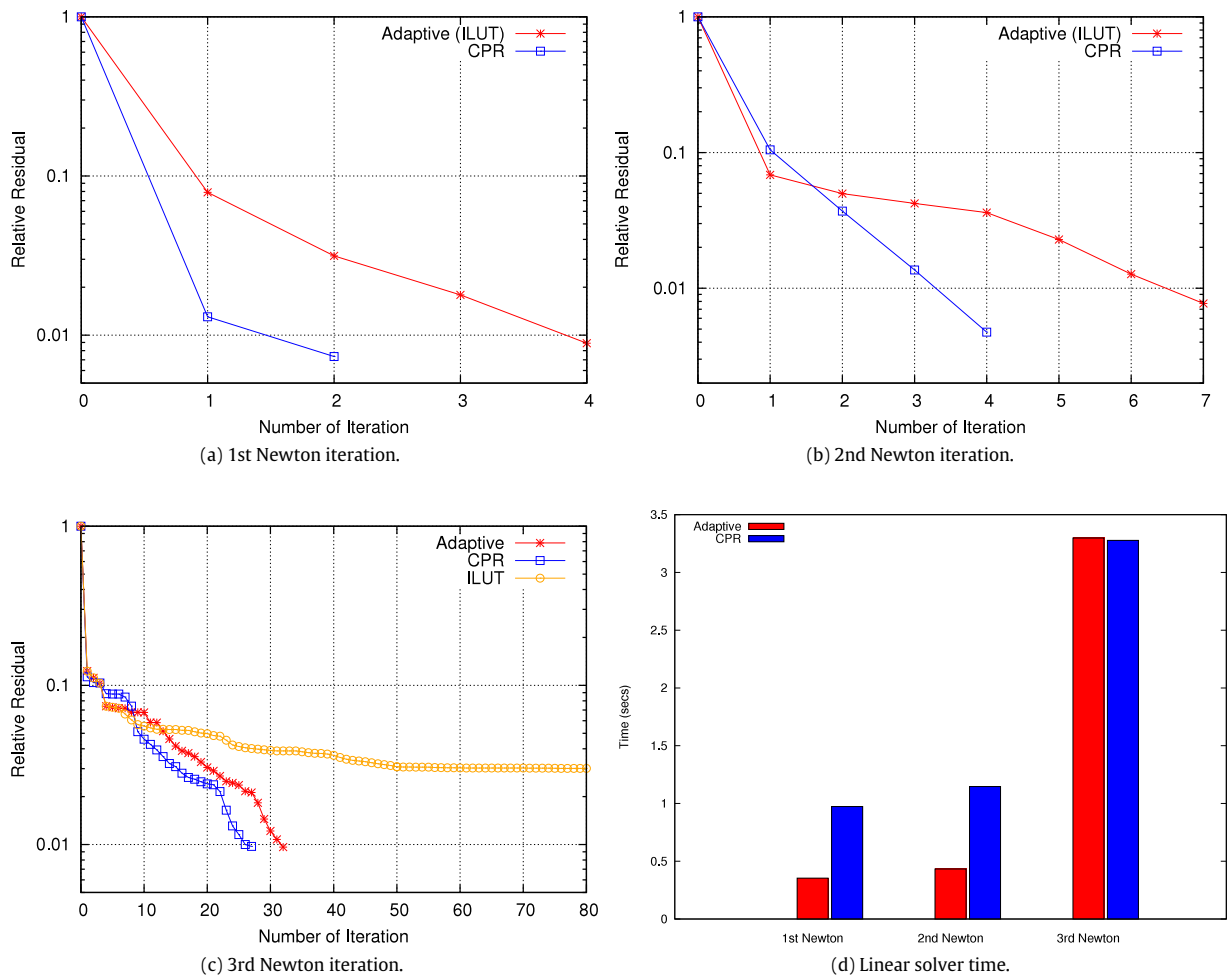 1
0.1
0.01
Relative Residual
Adaptive (ILUT)
CPR
0 1 2 3 4
Number of Iteration
(a) 1st Newton iteration.
1
0.1
0.01
Relative Residual
Adaptive (ILUT)
CPR
0 1 2 3 4 5 6 7
Number of Iteration
(b) 2nd Newton iteration.
1
0.1
0.01
Relative Residual
Adaptive
CPR
ILUT
0 10 20 30 40 50 60 70 80
Number of Iteration
(c) 3rd Newton iteration.
3.5
3
2.5
2
1.5
1
0.5
0
Time (secs)
Adaptive
CPR
1st Newton 2nd Newton 3rd Newton
(d) Linear solver time.